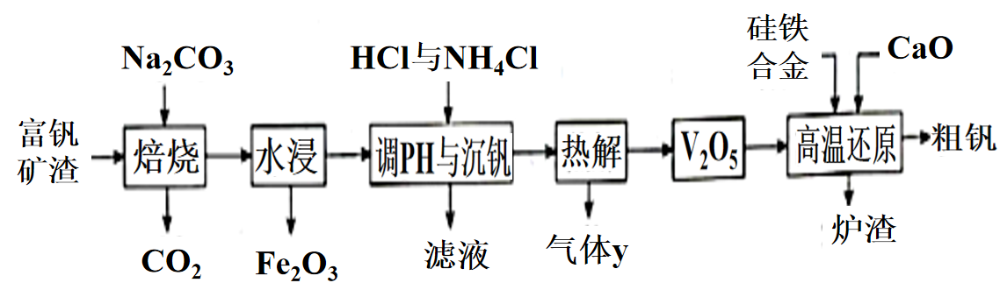 Na₂CO₃
HCl与NH₄Cl
硅铁
合金
CaO
富钒
矿渣
焙烧
水浸
调PH与沉钒
热解
V₂O₅
高温还原
粗钒
CO₂
Fe₂O₃
滤液
气体y
炉渣